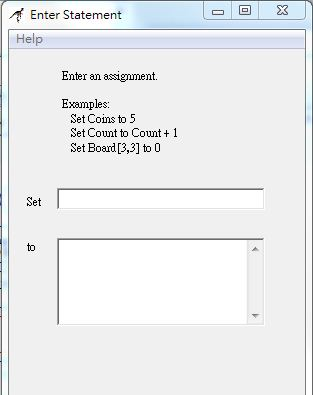 Enter Statement
Help
Enter an assignment.
Examples:
Set Coins to 5
Set Count to Count + 1
Set Board[3,3] to 0
Set
to